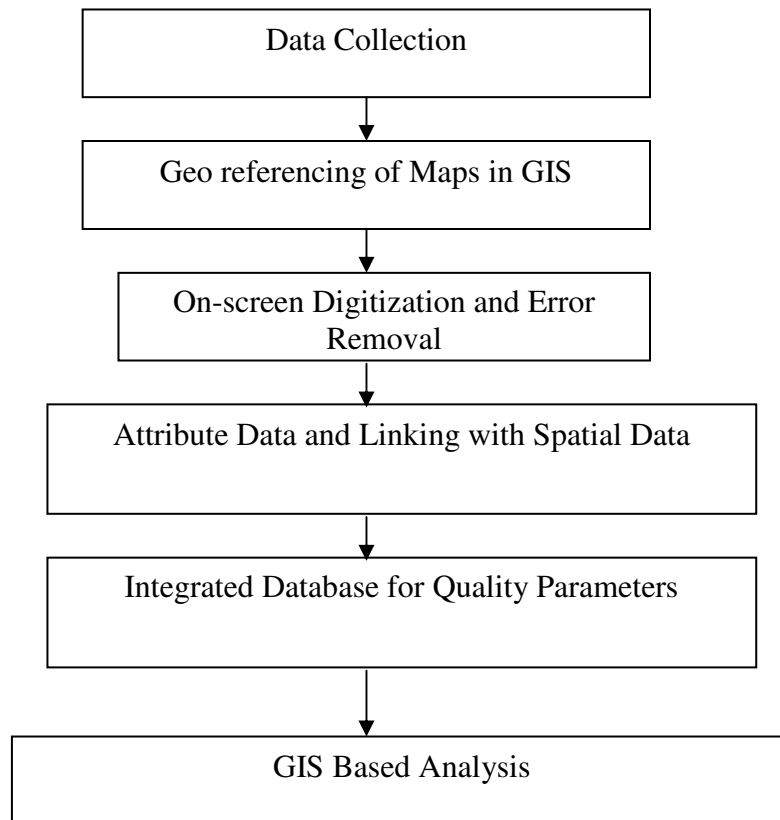 Data Collection
Geo referencing of Maps in GIS
On-screen Digitization and Error
Removal
Attribute Data and Linking with Spatial Data
Integrated Database for Quality Parameters
GIS Based Analysis